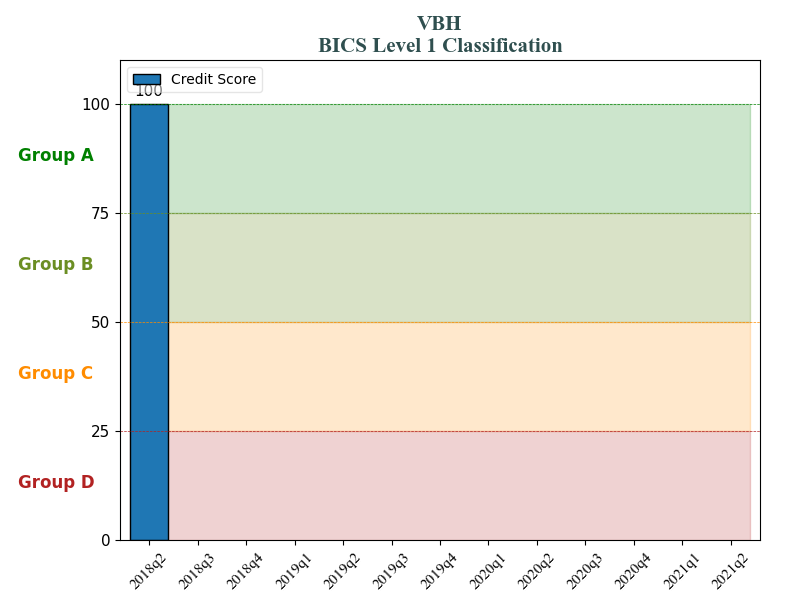 VBH
BICS Level 1 Classification
Credit Score
100
100
Group A
75
Group B
50
Group C
25
Group D
0
2018q2 2018q3 2018q4 2019q1 2019q2 2019q3 2019q4 2020q1 2020q2 2020q3 2020q4 2021q1 2021q2